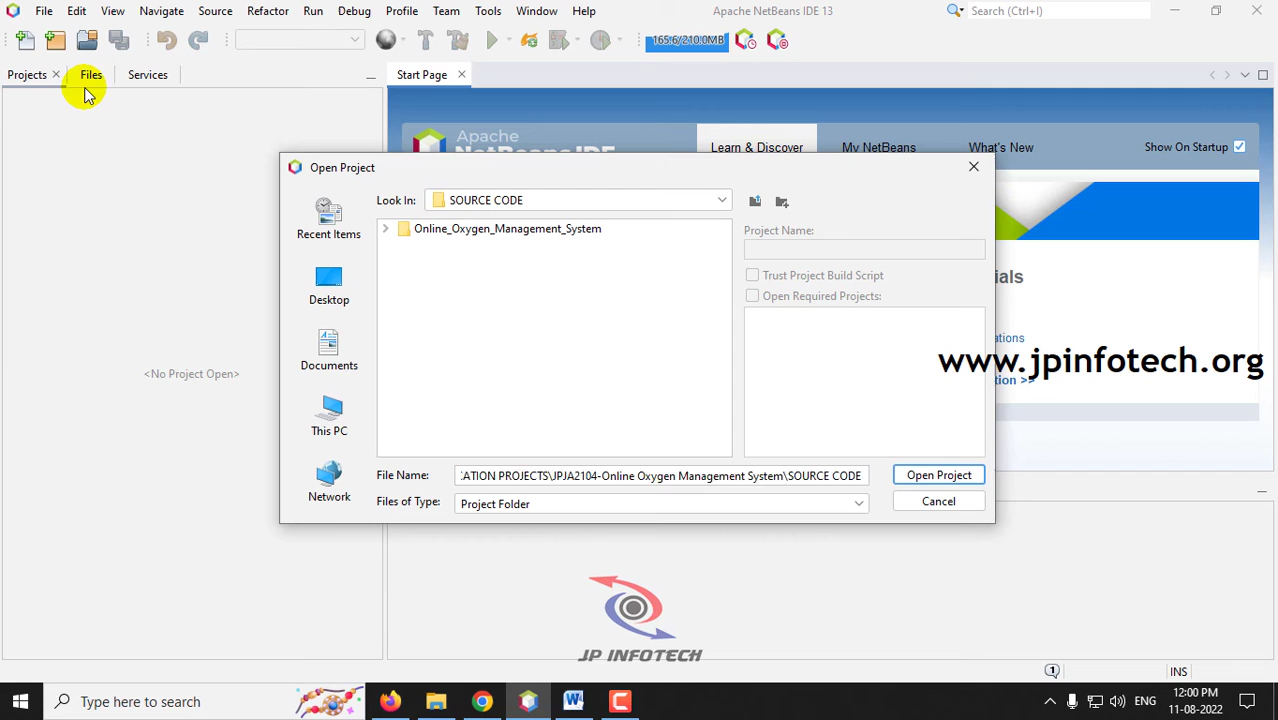 File Edit View Navigate Source Refactor Run Debug Profile Team Tools Window Help Apache NetBeans IDE 13 Search (Ctrl+I)
165.6/210.0MB
Projects Files Services Start Page
Apache
NetBeans IDE
Learn & Discover My NetBeans What's New Show On Startup
Open Project
Look In: SOURCE CODE
Recent Items
Desktop
Documents
This PC
Network
Online_Oxygen_Management_System
Project Name:
Trust Project Build Script
Open Required Projects:
File Name: ATION PROJECTS\JPJA2104-Online Oxygen Management System\SOURCE CODE Open Project
Files of Type: Project Folder Cancel
<No Project Open>
ials
ations
www.jpinfotech.org
tion >>
JP INFOTECH
INS
Type here to search
ENG
12:00 PM
11-08-2022